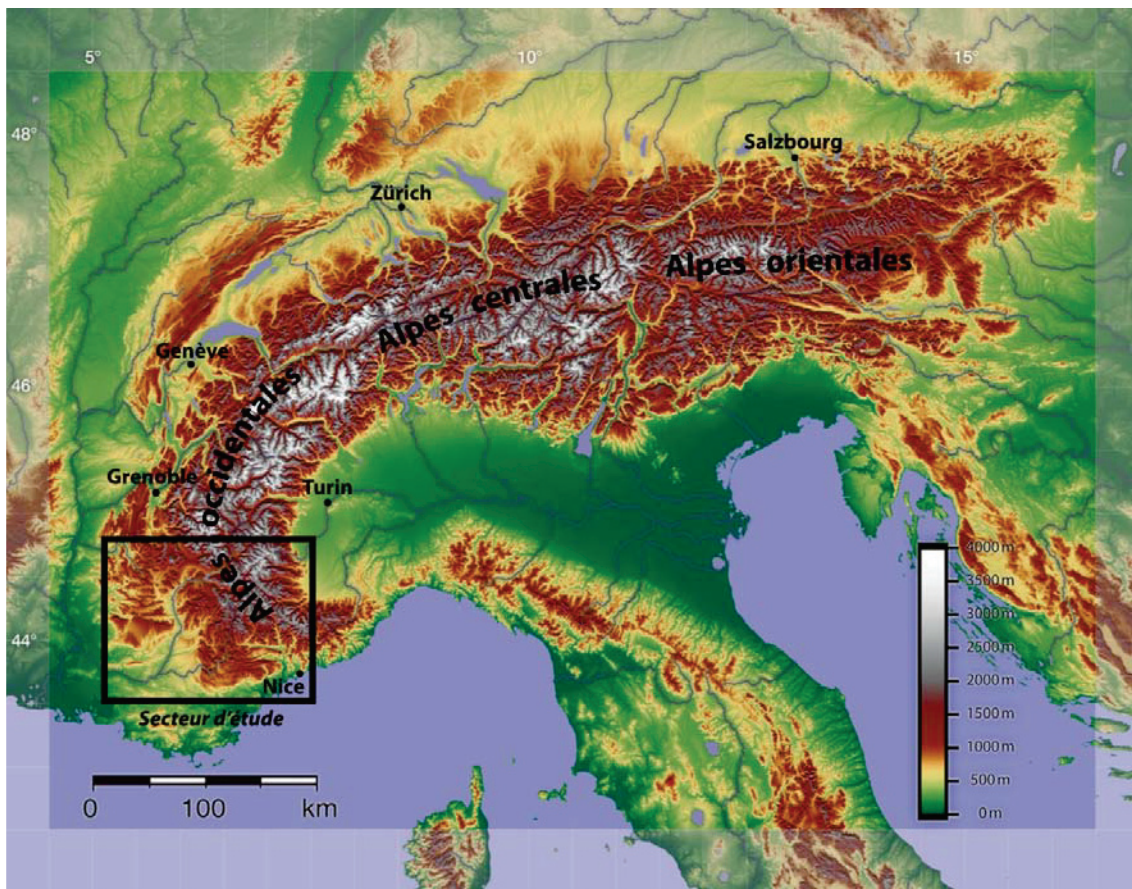 5°
10°
15°
48°
46°
44°
Salzbourg
Zürich
Alpes orientales
Alpes centrales
Genève
Alpes occidentales
Grenoble
Turin
Nice
Secteur d'étude
0 100 km
4000 m
3500 m
3000 m
2500 m
2000 m
1500 m
1000 m
500 m
0 m